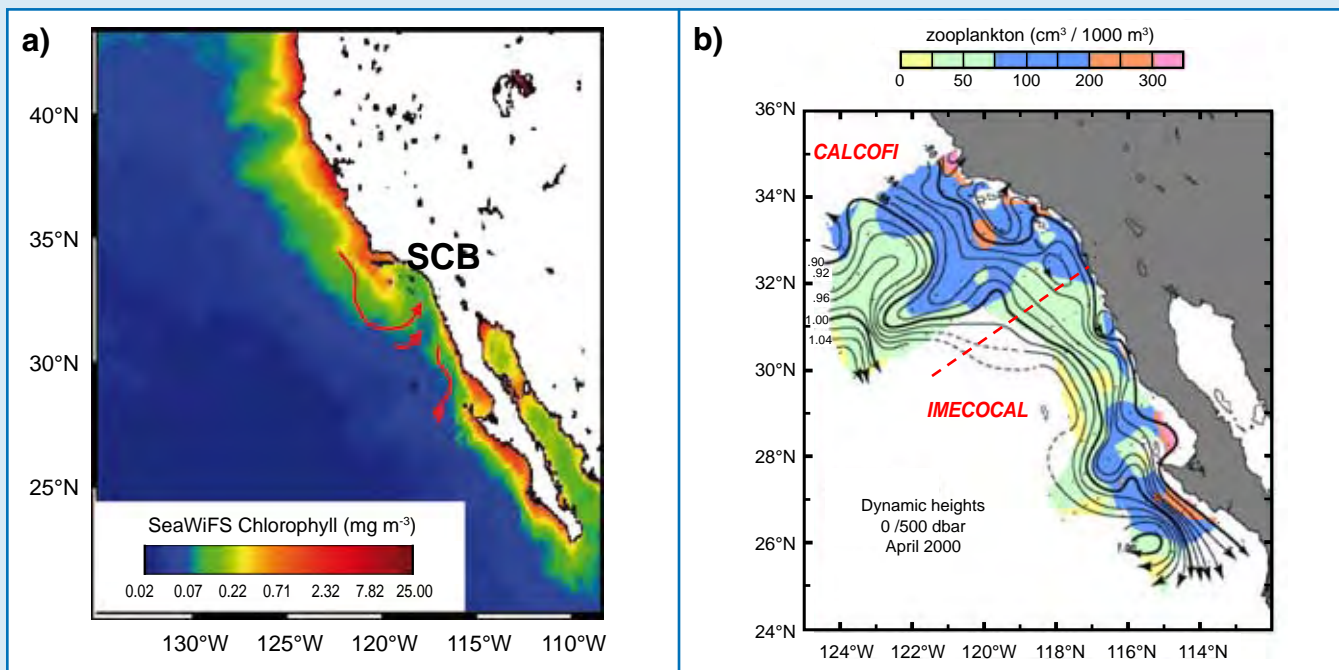 a)
40°N
35°N
30°N
25°N
SCB
SeaWiFS Chlorophyll (mg m⁻³)
0.02 0.07 0.22 0.71 2.32 7.82 25.00
130°W 120°W 115°W 110°W
b)
zooplankton (cm³ / 1000 m³)
0 50 100 200 300
36°N
34°N
32°N
30°N
28°N
26°N
24°N
CALCOFI
.90
.92
.96
1.00
1.04
IMECOCAL
Dynamic heights
0 /500 dbar
April 2000
124°W 122°W 120°W 118°W 116°W 114°W